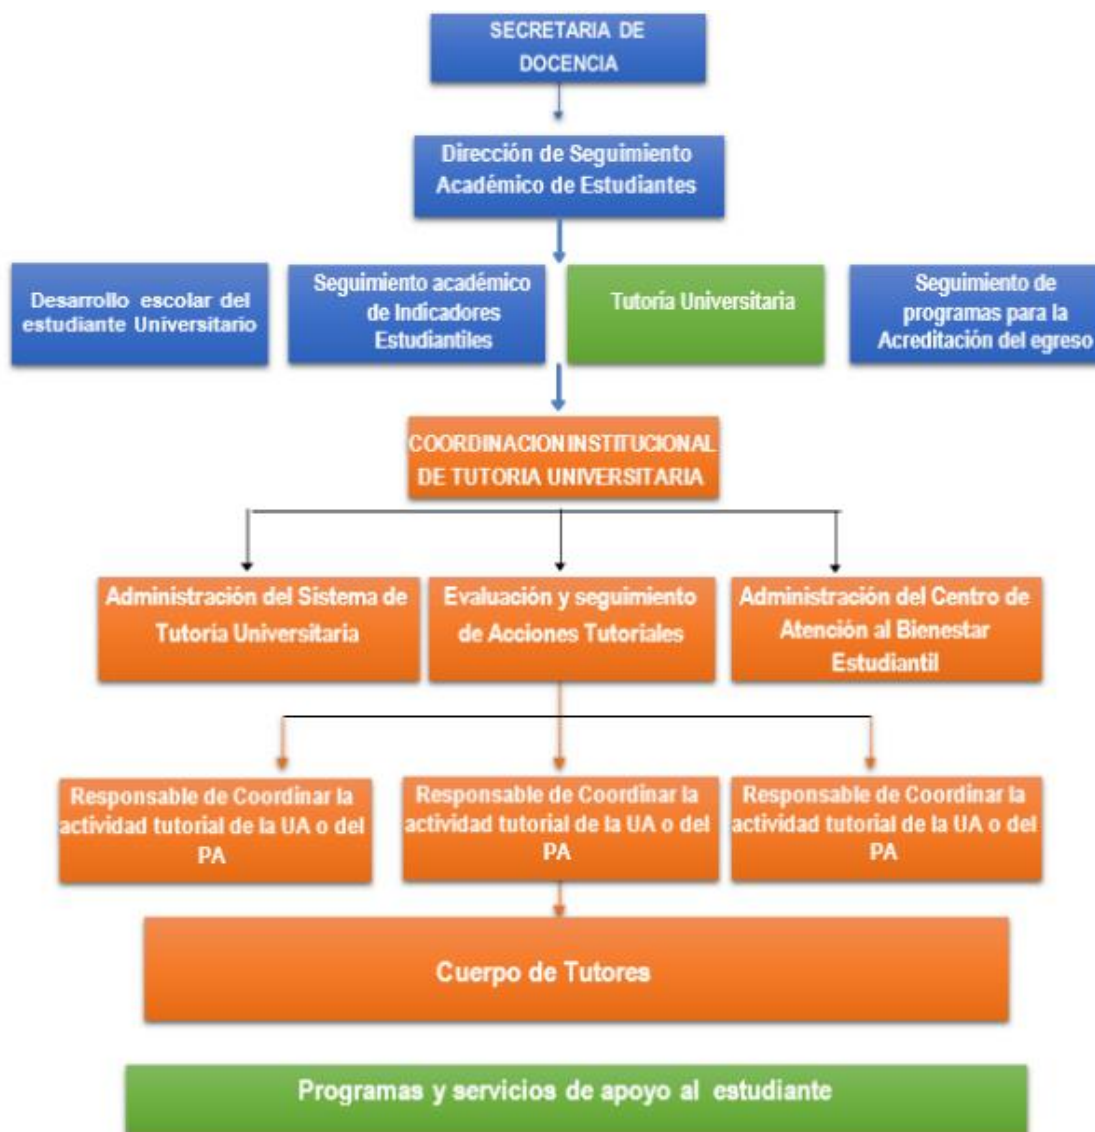 SECRETARIA DE
DOCENCIA
Dirección de Seguimiento
Académico de Estudiantes
Desarrollo escolar del
estudiante Universitario
Seguimiento académico
de Indicadores
Estudiantiles
Tutoría Universitaria
Seguimiento de
programas para la
Acreditación del egreso
COORDINACION INSTITUCIONAL
DE TUTORIA UNIVERSITARIA
Administración del Sistema de
Tutoría Universitaria
Evaluación y seguimiento
de Acciones Tutoriales
Administración del Centro de
Atención al Bienestar
Estudiantil
Responsable de Coordinar la
actividad tutorial de la UA o del
PA
Responsable de Coordinar la
actividad tutorial de la UA o del
PA
Responsable de Coordinar la
actividad tutorial de la UA o del
PA
Cuerpo de Tutores
Programas y servicios de apoyo al estudiante